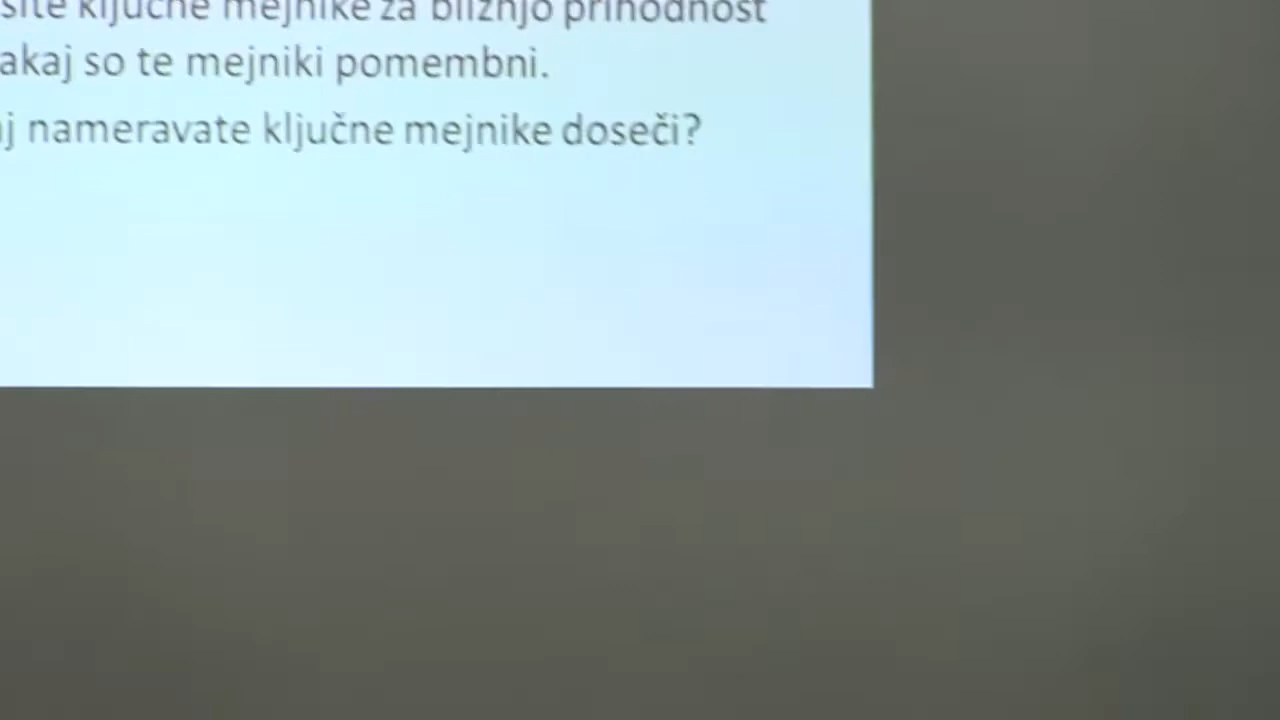 ključne mejnike za bližnjo prihodnost
so te mejniki pomembni.
nameravate ključne mejnike doseči?